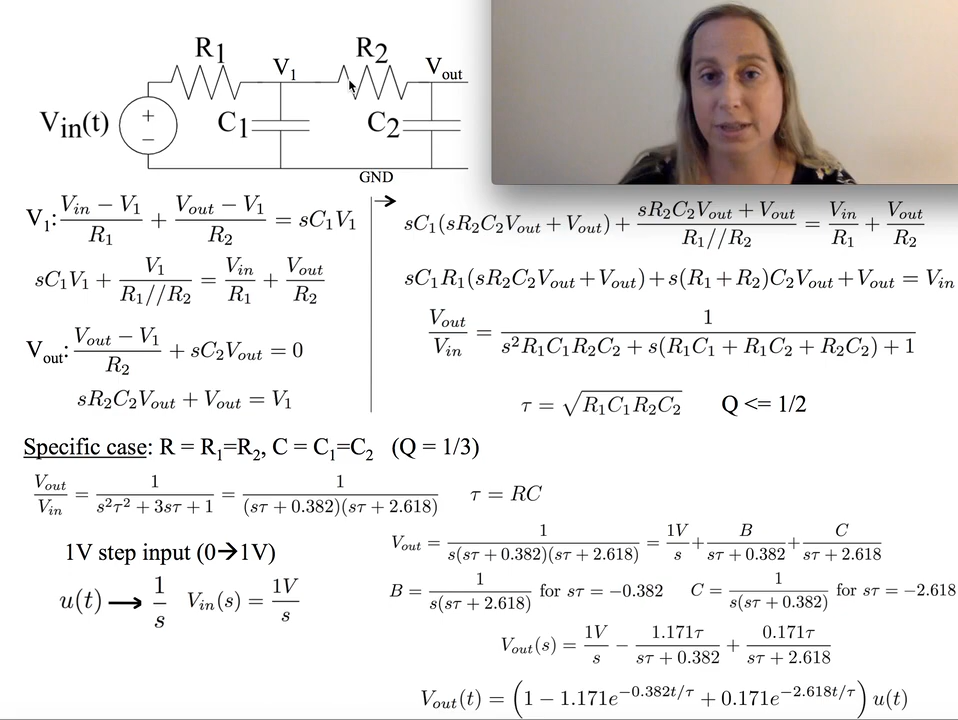 R1 R2
V1 Vout
Vin(t) + − C1 C2
GND
V1: (Vin − V1)/R1 + (Vout − V1)/R2 = sC1V1
sC1V1 + V1/(R1//R2) = Vin/R1 + Vout/R2
Vout: (Vout − V1)/R2 + sC2Vout = 0
sR2C2Vout + Vout = V1
→
sC1(sR2C2Vout + Vout) + (sR2C2Vout + Vout)/(R1//R2) = Vin/R1 + Vout/R2
sC1R1(sR2C2Vout + Vout) + s(R1 + R2)C2Vout + Vout = Vin
Vout/Vin = 1/(s²R1C1R2C2 + s(R1C1 + R1C2 + R2C2) + 1)
τ = √(R1C1R2C2) Q <= 1/2
Specific case: R = R1=R2, C = C1=C2 (Q = 1/3)
Vout/Vin = 1/(s²τ² + 3sτ + 1) = 1/((sτ + 0.382)(sτ + 2.618)) τ = RC
1V step input (0→1V)
u(t) → 1/s Vin(s) = 1V/s
Vout = 1/(s(sτ + 0.382)(sτ + 2.618)) = 1V/s + B/(sτ + 0.382) + C/(sτ + 2.618)
B = 1/(s(sτ + 2.618)) for sτ = −0.382 C = 1/(s(sτ + 0.382)) for sτ = −2.618
Vout(s) = 1V/s − 1.171τ/(sτ + 0.382) + 0.171τ/(sτ + 2.618)
Vout(t) = (1 − 1.171e^(−0.382t/τ) + 0.171e^(−2.618t/τ)) u(t)